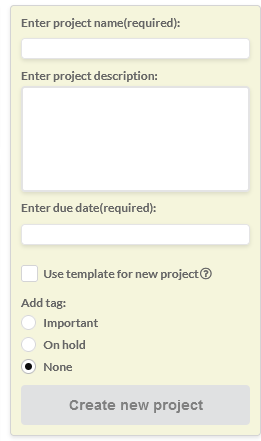 Enter project name(required):
Enter project description:
Enter due date(required):
Use template for new project?
Add tag:
Important
On hold
None
Create new project